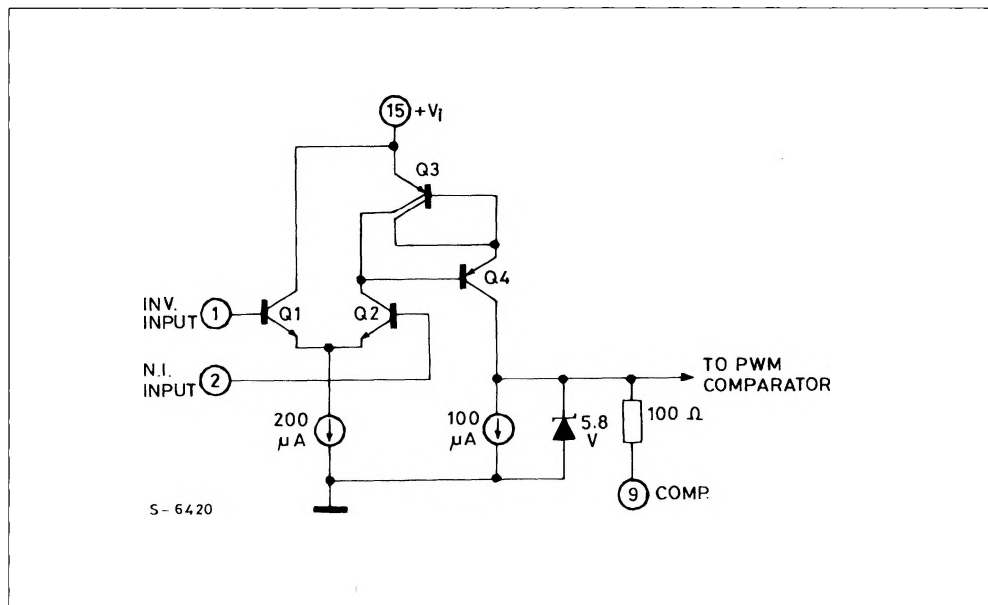 15 +Vi
Q3
Q4
INV.
INPUT 1
Q1
Q2
N.I.
INPUT 2
TO PWM
COMPARATOR
200
μA
100
μA
5.8
V
100 Ω
9 COMP.
S-6420